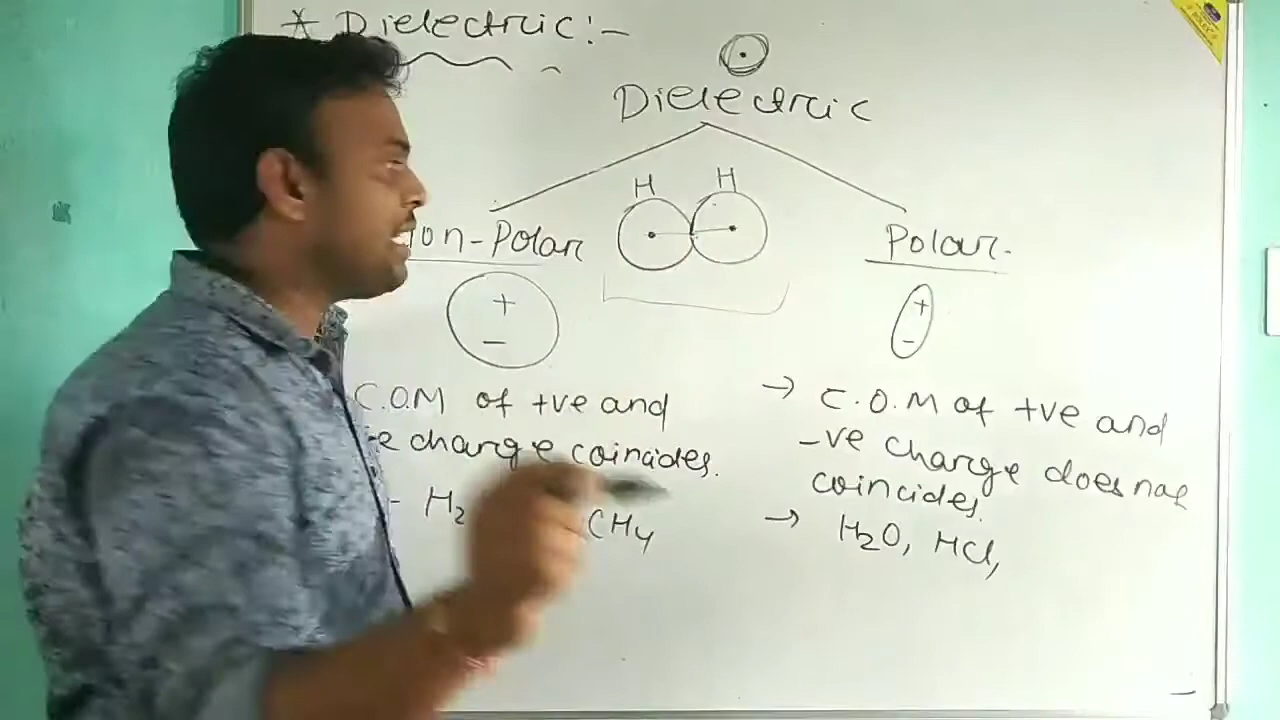 * Dielectric:-
Dielectric
H H
on-Polar
Polar.
+
-
+
-
C.O.M of +ve and
e charge coincides.
- H2 CH4
→ C.O.M of +ve and
-ve charge does not
coincides.
→ H2O, HCl,